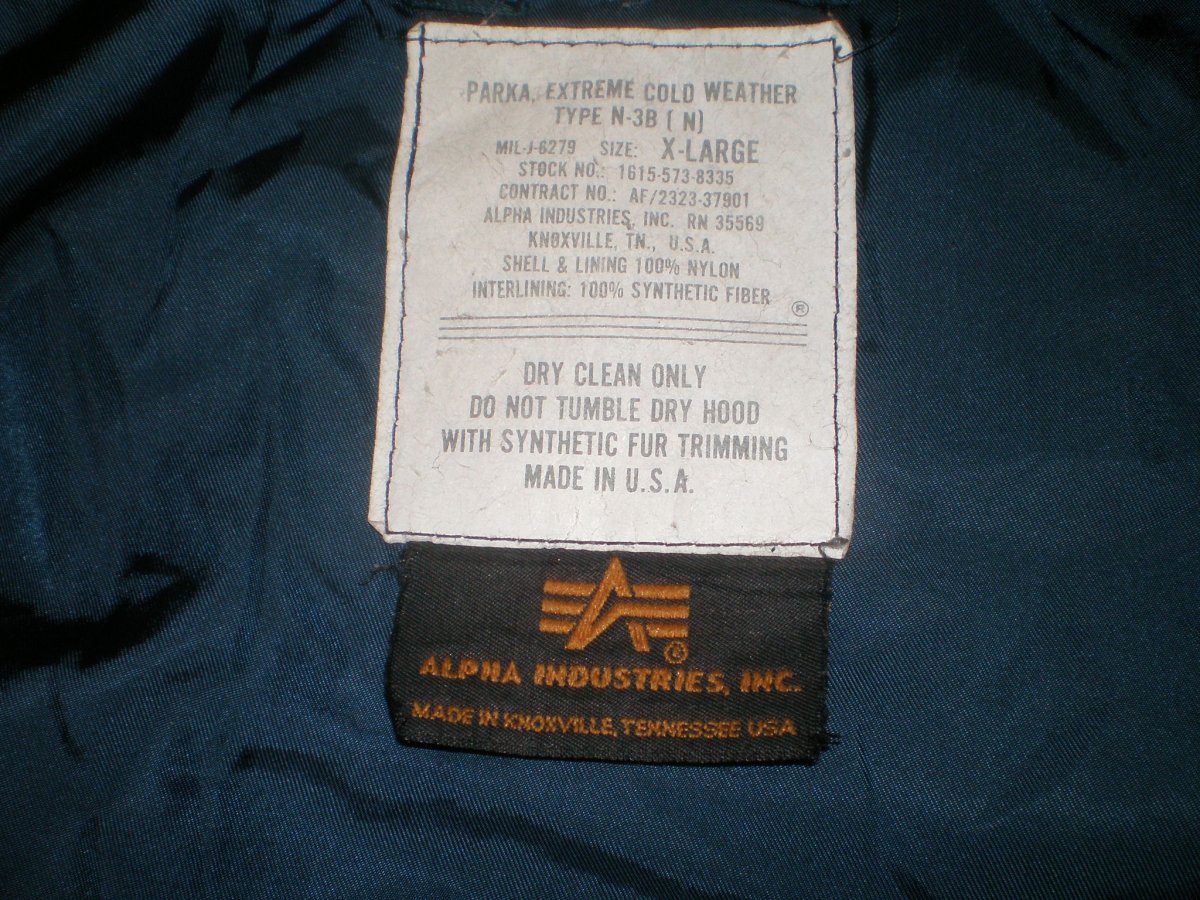 PARKA, EXTREME COLD WEATHER
TYPE N-3B ( N)
MIL-J-6279 SIZE: X-LARGE
STOCK NO.: 1615-573-8335
CONTRACT NO.: AF/2323-37901
ALPHA INDUSTRIES, INC. RN 35569
KNOXVILLE, TN., U.S.A.
SHELL & LINING 100% NYLON
INTERLINING: 100% SYNTHETIC FIBER
®
DRY CLEAN ONLY
DO NOT TUMBLE DRY HOOD
WITH SYNTHETIC FUR TRIMMING
MADE IN U.S.A.
®
ALPHA INDUSTRIES, INC.
MADE IN KNOXVILLE, TENNESSEE USA